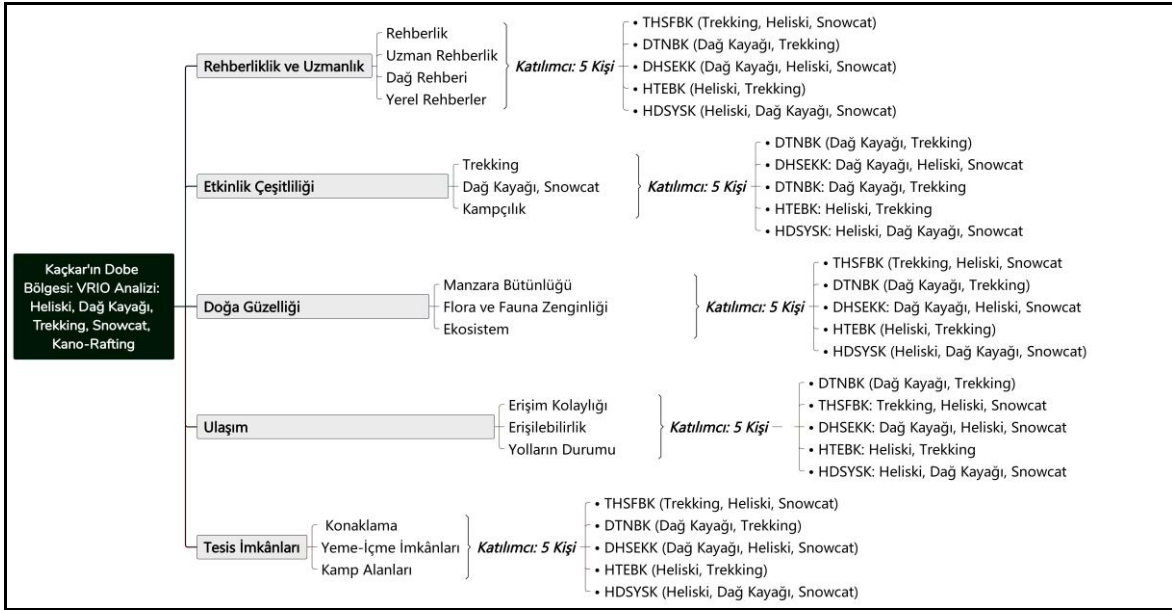 Kaçkar'ın Dobe
Bölgesi: VRIO Analizi:
Heliski, Dağ Kayağı,
Trekking, Snowcat,
Kano-Rafting
Rehberliklik ve Uzmanlık
Rehberlik
Uzman Rehberlik
Dağ Rehberi
Yerel Rehberler
Katılımcı: 5 Kişi
• THSFBK (Trekking, Heliski, Snowcat)
• DTNBK (Dağ Kayağı, Trekking)
• DHSEKK (Dağ Kayağı, Heliski, Snowcat)
• HTEBK (Heliski, Trekking)
• HDSYSK (Heliski, Dağ Kayağı, Snowcat)
Etkinlik Çeşitliliği
Trekking
Dağ Kayağı, Snowcat
Kampçılık
Katılımcı: 5 Kişi
• DTNBK (Dağ Kayağı, Trekking)
• DHSEKK: Dağ Kayağı, Heliski, Snowcat
• DTNBK: Dağ Kayağı, Trekking
• HTEBK: Heliski, Trekking
• HDSYSK: Heliski, Dağ Kayağı, Snowcat
Doğa Güzelliği
Manzara Bütünlüğü
Flora ve Fauna Zenginliği
Ekosistem
Katılımcı: 5 Kişi
• THSFBK (Trekking, Heliski, Snowcat
• DTNBK (Dağ Kayağı, Trekking)
• DHSEKK: Dağ Kayağı, Heliski, Snowcat
• HTEBK (Heliski, Trekking)
• HDSYSK (Heliski, Dağ Kayağı, Snowcat)
Ulaşım
Erişim Kolaylığı
Erişilebilirlik
Yolların Durumu
Katılımcı: 5 Kişi
• DTNBK (Dağ Kayağı, Trekking)
• THSFBK: Trekking, Heliski, Snowcat
• DHSEKK: Dağ Kayağı, Heliski, Snowcat
• HTEBK: Heliski, Trekking
• HDSYSK: Heliski, Dağ Kayağı, Snowcat
Tesis İmkânları
Konaklama
Yeme-İçme İmkânları
Kamp Alanları
Katılımcı: 5 Kişi
• THSFBK (Trekking, Heliski, Snowcat)
• DTNBK (Dağ Kayağı, Trekking)
• DHSEKK (Dağ Kayağı, Heliski, Snowcat)
• HTEBK (Heliski, Trekking)
• HDSYSK (Heliski, Dağ Kayağı, Snowcat)